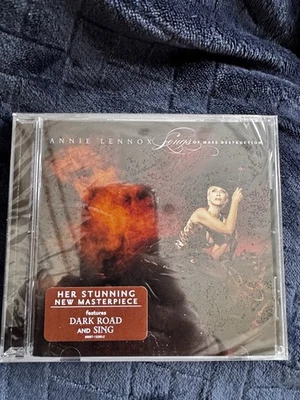 ANNIE LENNOX Songs OF MASS DESTRUCTION
HER STUNNING
NEW MASTERPIECE
features
DARK ROAD
AND SING